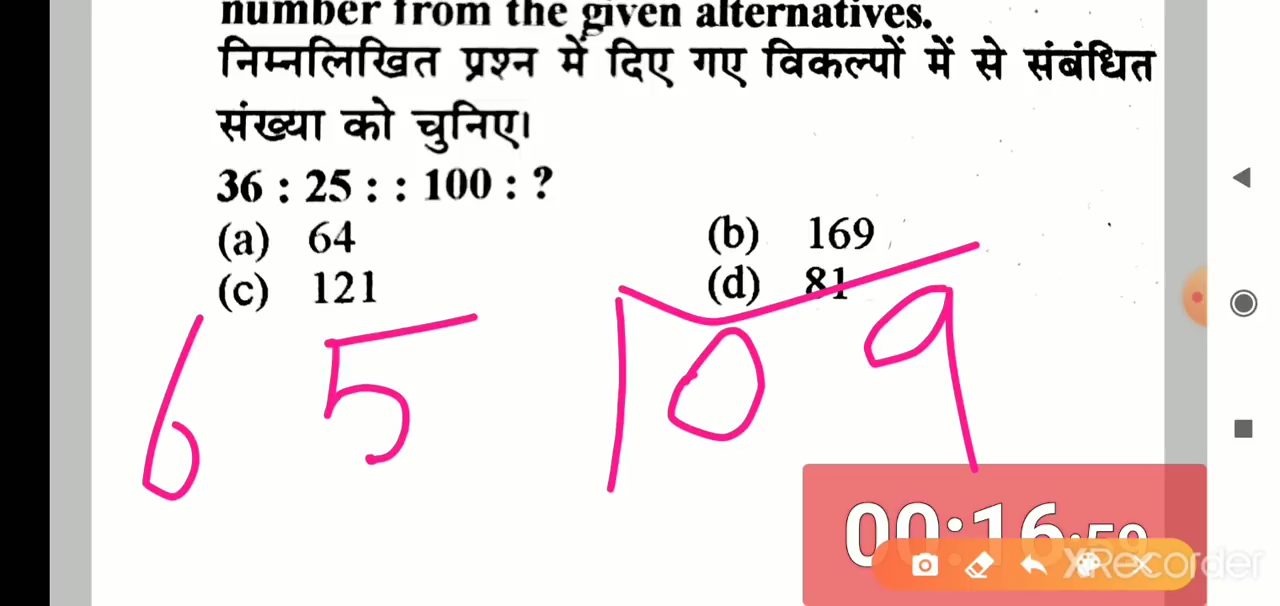 number from the given alternatives.
निम्नलिखित प्रश्न में दिए गए विकल्पों में से संबंधित
संख्या को चुनिए।
36 : 25 : : 100 : ?
(a) 64 (b) 169
(c) 121 (d) 81
6 5 10 9
00:16:59
XRecorder